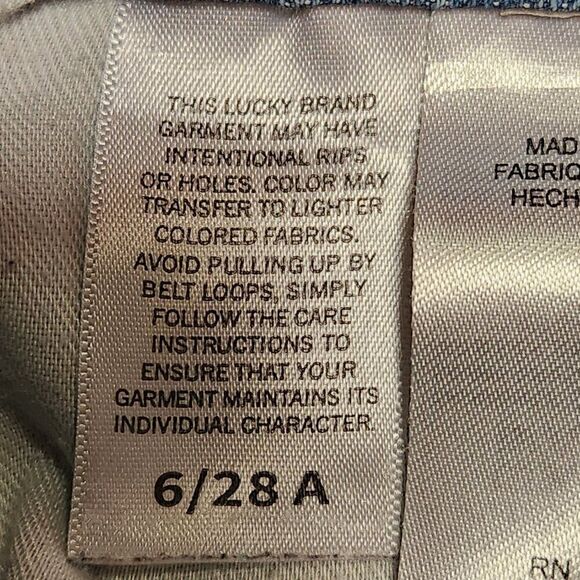 THIS LUCKY BRAND
GARMENT MAY HAVE
INTENTIONAL RIPS
OR HOLES. COLOR MAY
TRANSFER TO LIGHTER
COLORED FABRICS.
AVOID PULLING UP BY
BELT LOOPS, SIMPLY
FOLLOW THE CARE
INSTRUCTIONS TO
ENSURE THAT YOUR
GARMENT MAINTAINS ITS
INDIVIDUAL CHARACTER.
6/28 A
MAD
FABRIQ
HECH
RN